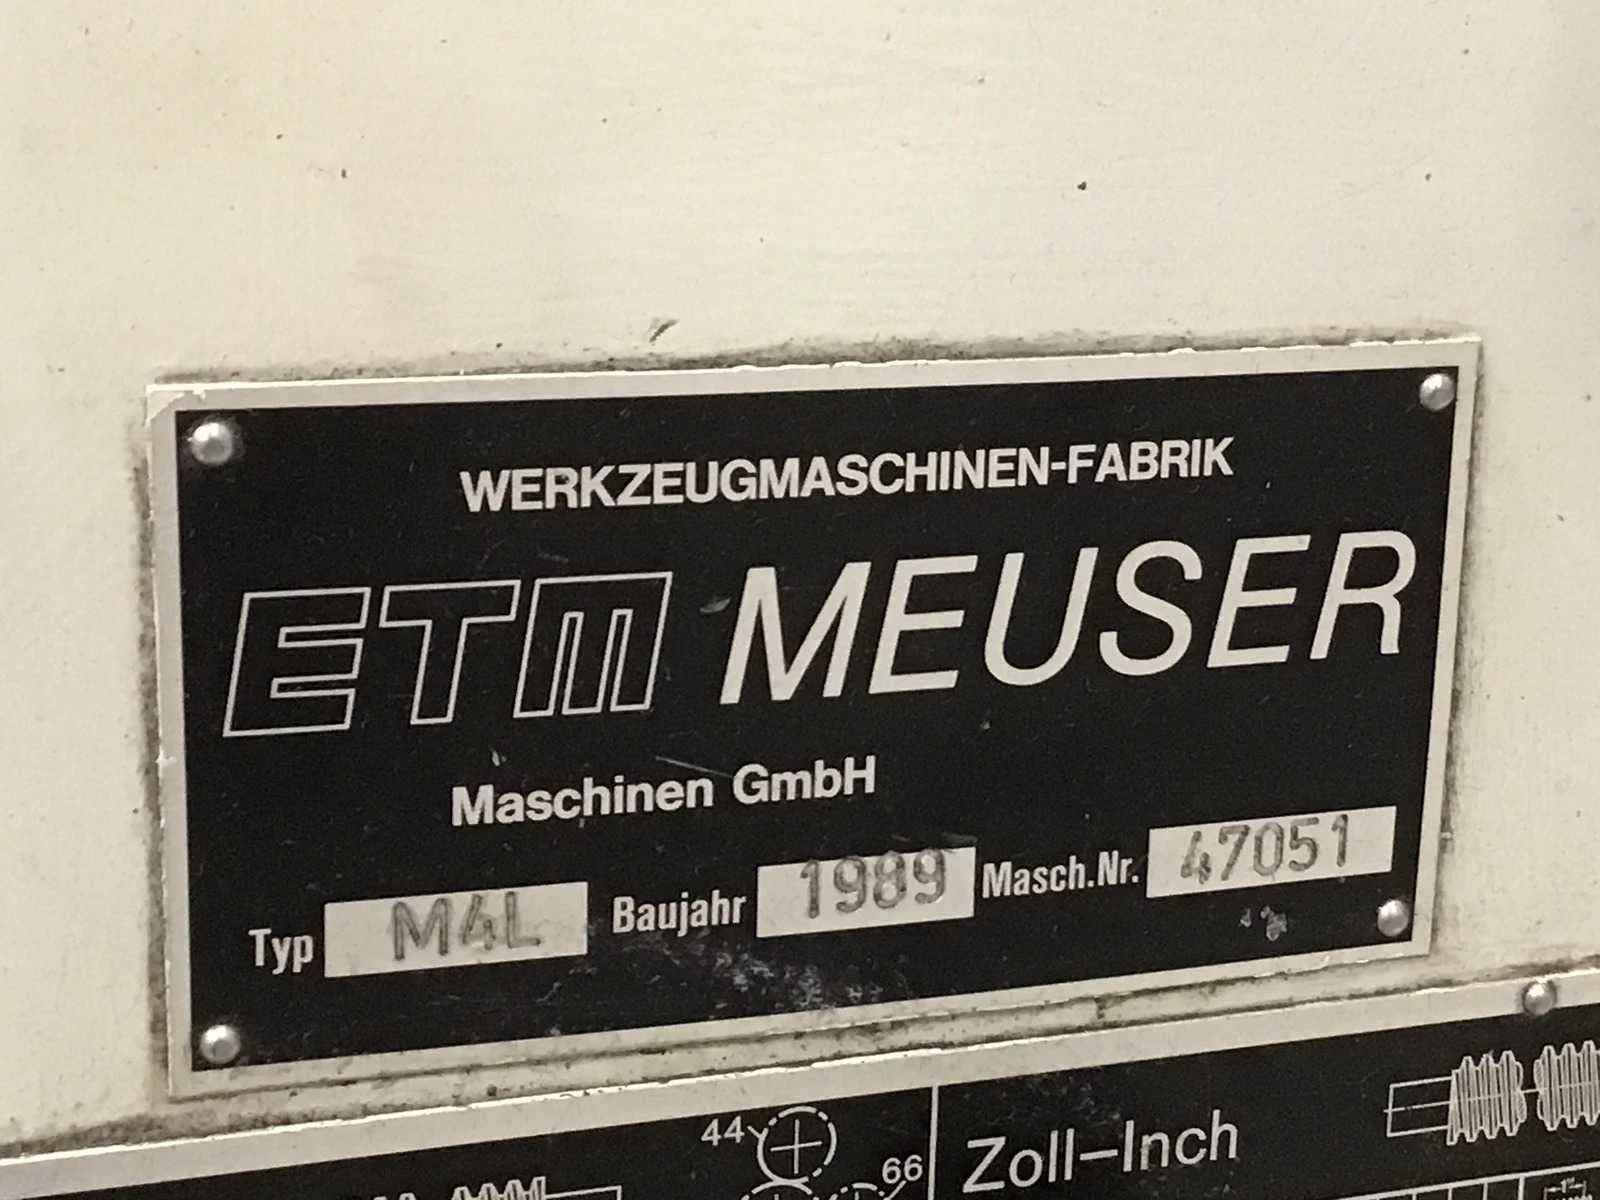 WERKZEUGMASCHINEN-FABRIK
ETM MEUSER
Maschinen GmbH
Typ M4L Baujahr 1989 Masch.Nr. 47051
44
66
Zoll-Inch